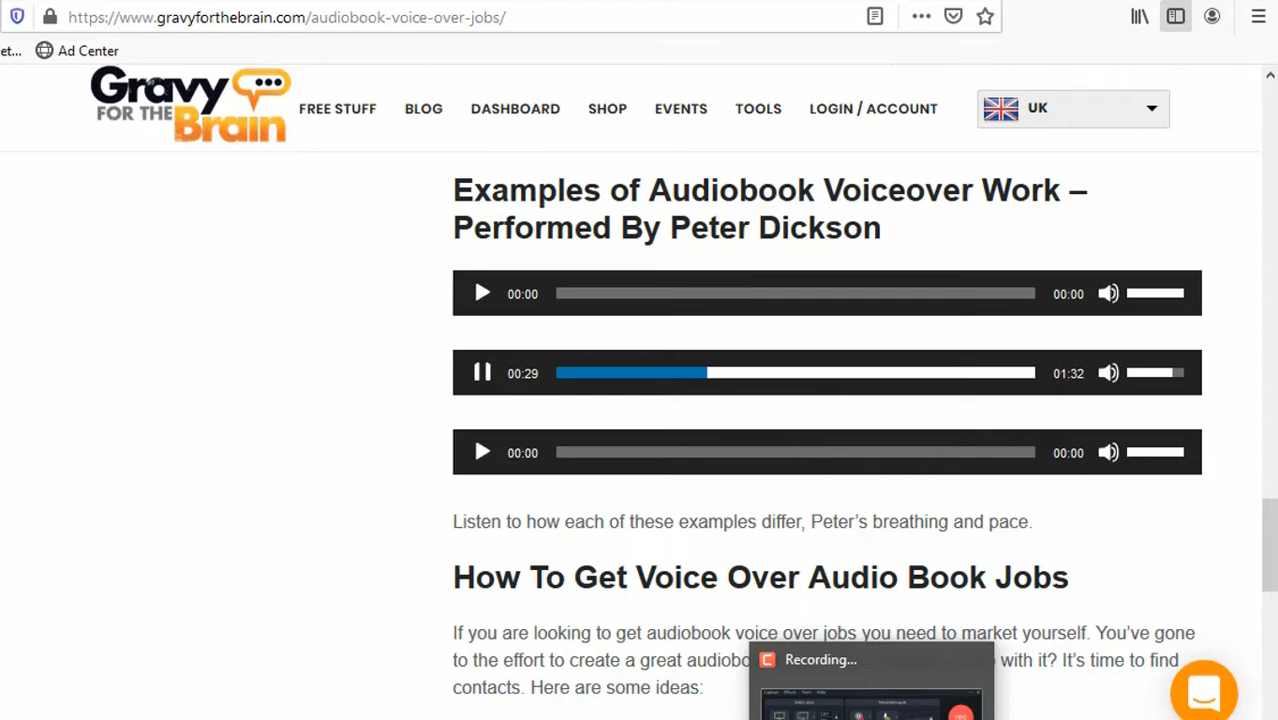 https://www.gravyforthebrain.com/audiobook-voice-over-jobs/
et... Ad Center
Gravy
FOR THE
Brain
FREE STUFF BLOG DASHBOARD SHOP EVENTS TOOLS LOGIN / ACCOUNT UK
Examples of Audiobook Voiceover Work –
Performed By Peter Dickson
00:00 00:00
00:29 01:32
00:00 00:00
Listen to how each of these examples differ, Peter’s breathing and pace.
How To Get Voice Over Audio Book Jobs
If you are looking to get audiobook voice over jobs you need to market yourself. You’ve gone
to the effort to create a great audiobo with it? It’s time to find
contacts. Here are some ideas:
Recording...